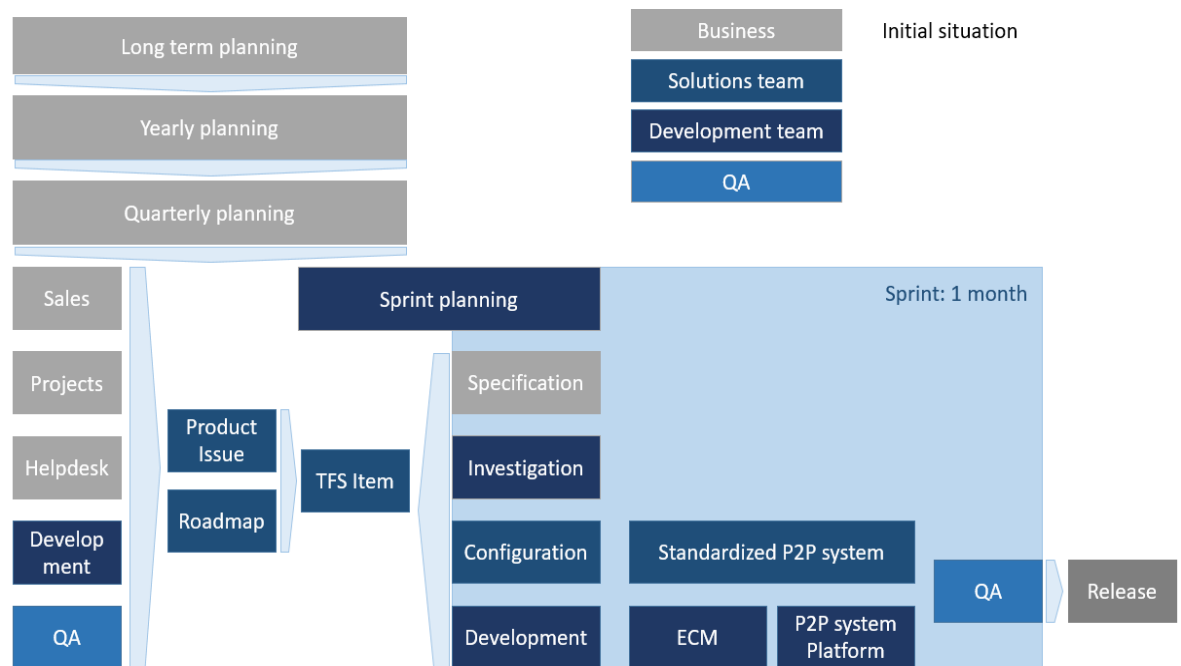 Long term planning
Yearly planning
Quarterly planning
Business
Initial situation
Solutions team
Development team
QA
Sales
Projects
Helpdesk
Develop
ment
QA
Product
Issue
Roadmap
TFS Item
Sprint planning
Sprint: 1 month
Specification
Investigation
Configuration
Development
Standardized P2P system
ECM
P2P system
Platform
QA
Release